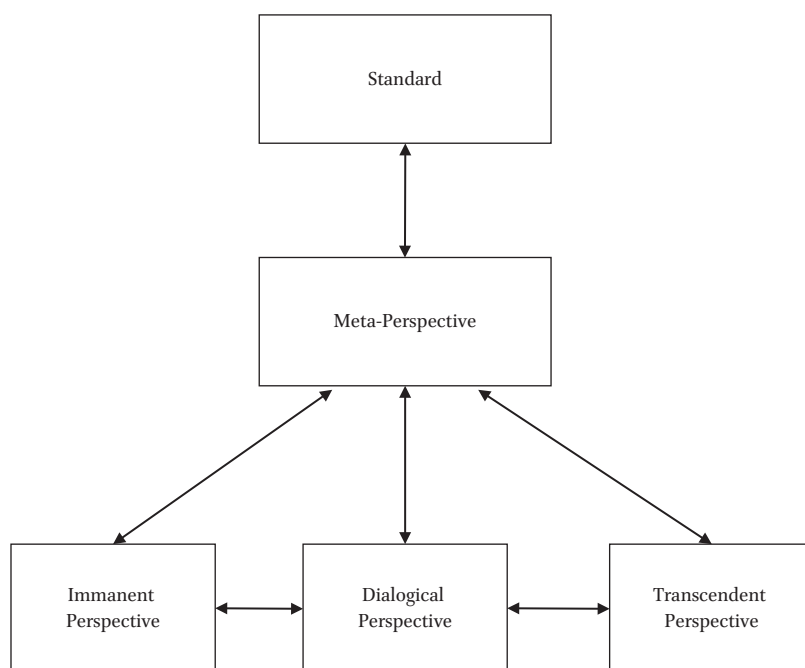 Standard
Meta-Perspective
Immanent
Perspective
Dialogical
Perspective
Transcendent
Perspective